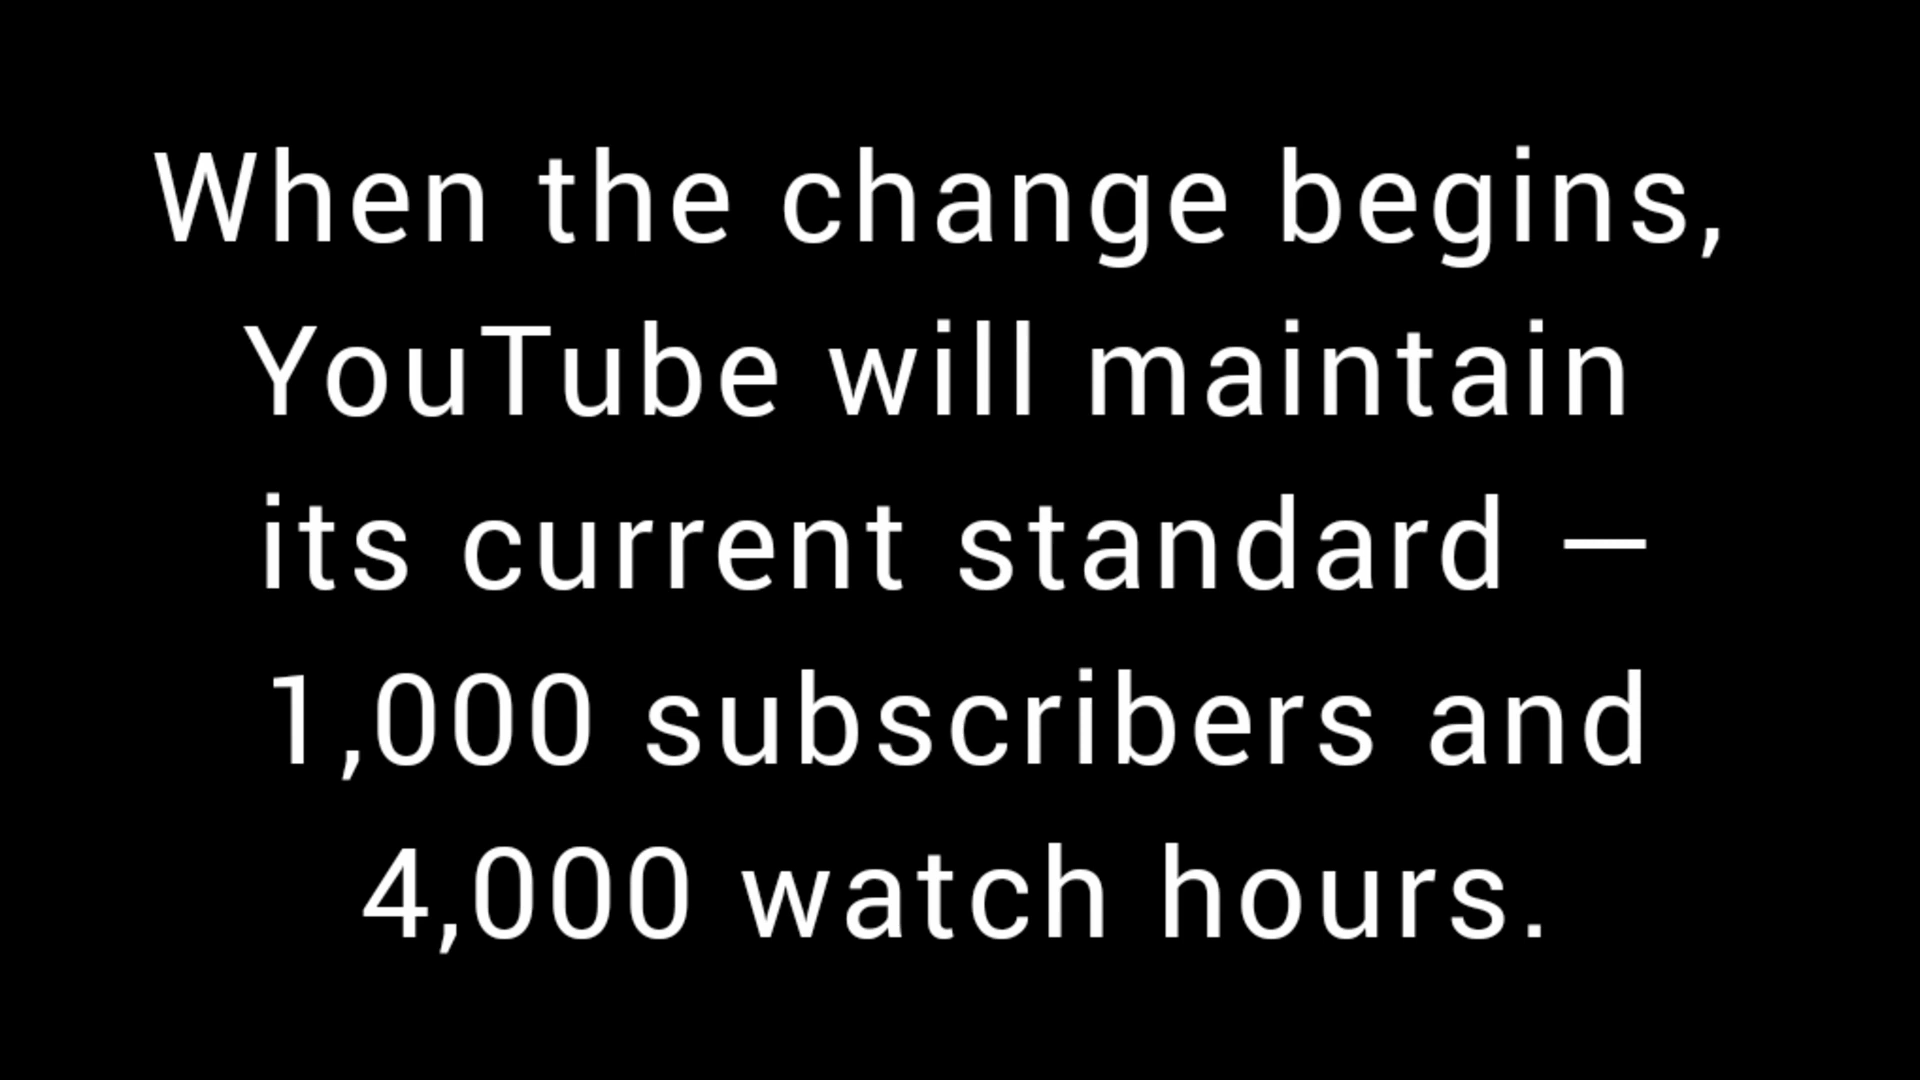 When the change begins,
YouTube will maintain
its current standard —
1,000 subscribers and
4,000 watch hours.